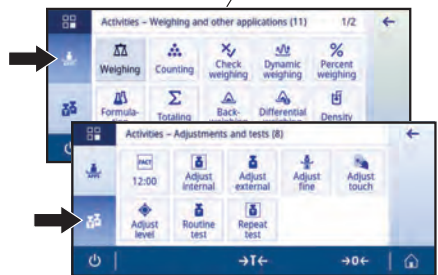 Activities – Weighing and other applications (11) 1/2
Weighing Counting Check weighing Dynamic weighing Percent weighing
Formula- Totaling Back- Differential Density
Activities – Adjustments and tests (8)
PACT
12:00 Adjust internal Adjust external Adjust fine Adjust touch
Adjust level Routine test Repeat test
→T← →0←